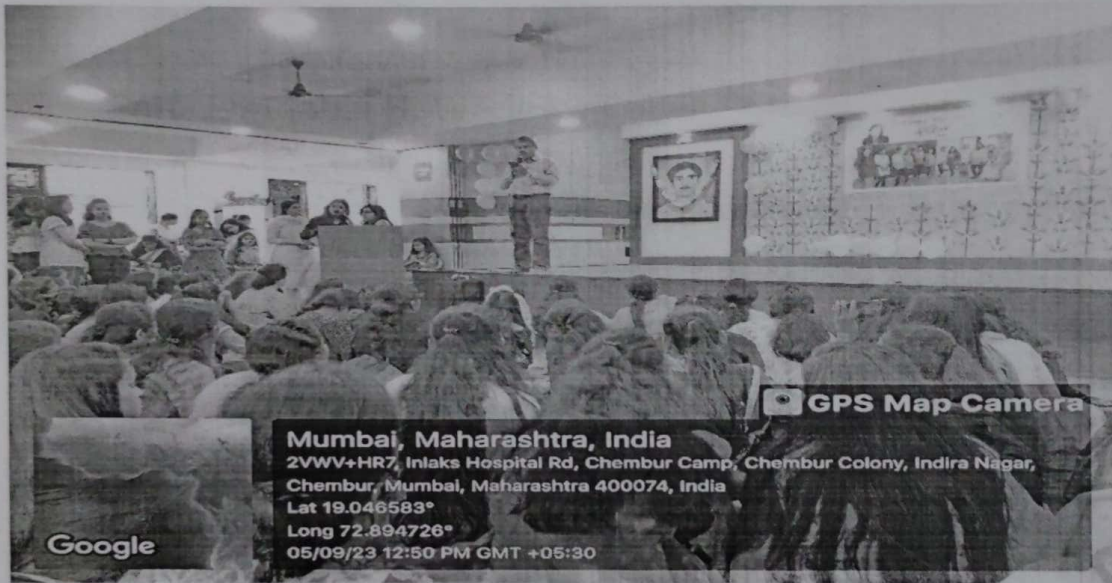 GPS Map Camera
Mumbai, Maharashtra, India
2VWV+HR7, Inlaks Hospital Rd, Chembur Camp, Chembur Colony, Indira Nagar,
Chembur, Mumbai, Maharashtra 400074, India
Lat 19.046583°
Long 72.894726°
05/09/23 12:50 PM GMT +05:30
Google